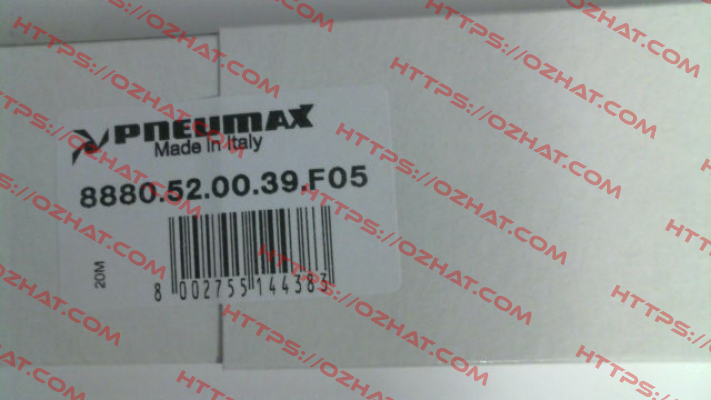 PNEUMAX
Made in Italy
8880.52.00.39.F05
20M
8 002755 144383
HTTPS://OZHAT.COM